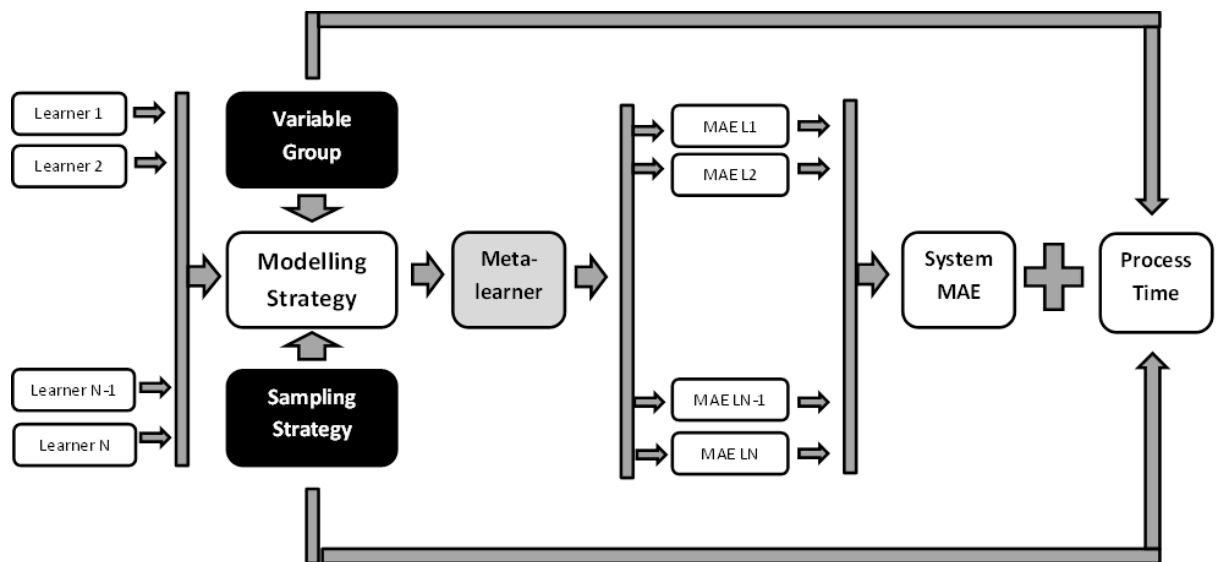 Learner 1
Learner 2
Learner N-1
Learner N
Variable
Group
Modelling
Strategy
Sampling
Strategy
Meta-
learner
MAE L1
MAE L2
MAE LN-1
MAE LN
System
MAE
Process
Time